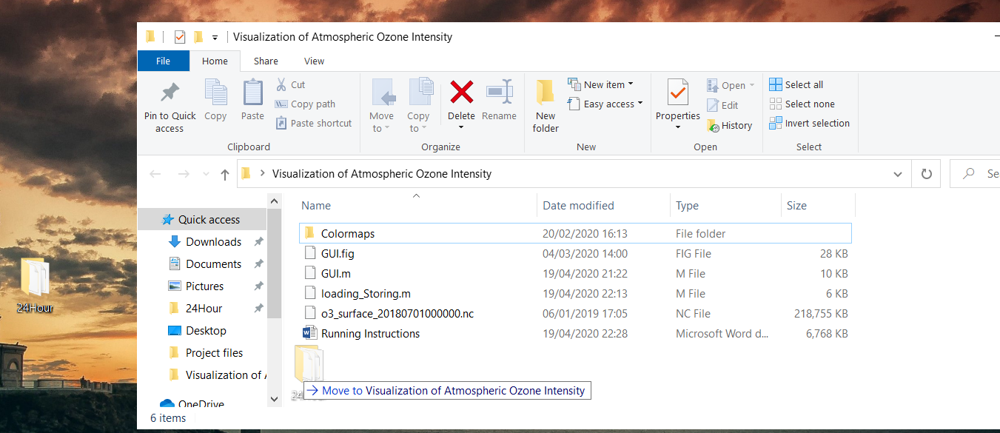 Visualization of Atmospheric Ozone Intensity
File Home Share View
Pin to Quick access
Copy
Paste
Cut
Copy path
Paste shortcut
Move to
Copy to
Delete
Rename
New folder
New item
Easy access
Properties
Open
Edit
History
Select all
Select none
Invert selection
Clipboard Organize New Open Select
Visualization of Atmospheric Ozone Intensity
Name Date modified Type Size
Quick access
Downloads
Documents
Pictures
24Hour
Desktop
Project files
Visualization of
OneDrive
Colormaps 20/02/2020 16:13 File folder
GUI.fig 04/03/2020 14:00 FIG File 28 KB
GUI.m 19/04/2020 21:22 M File 10 KB
loading_Storing.m 19/04/2020 22:13 M File 6 KB
o3_surface_20180701000000.nc 06/01/2019 17:05 NC File 218,755 KB
Running Instructions 19/04/2020 22:28 Microsoft Word d... 6,768 KB
Move to Visualization of Atmospheric Ozone Intensity
6 items
24Hour